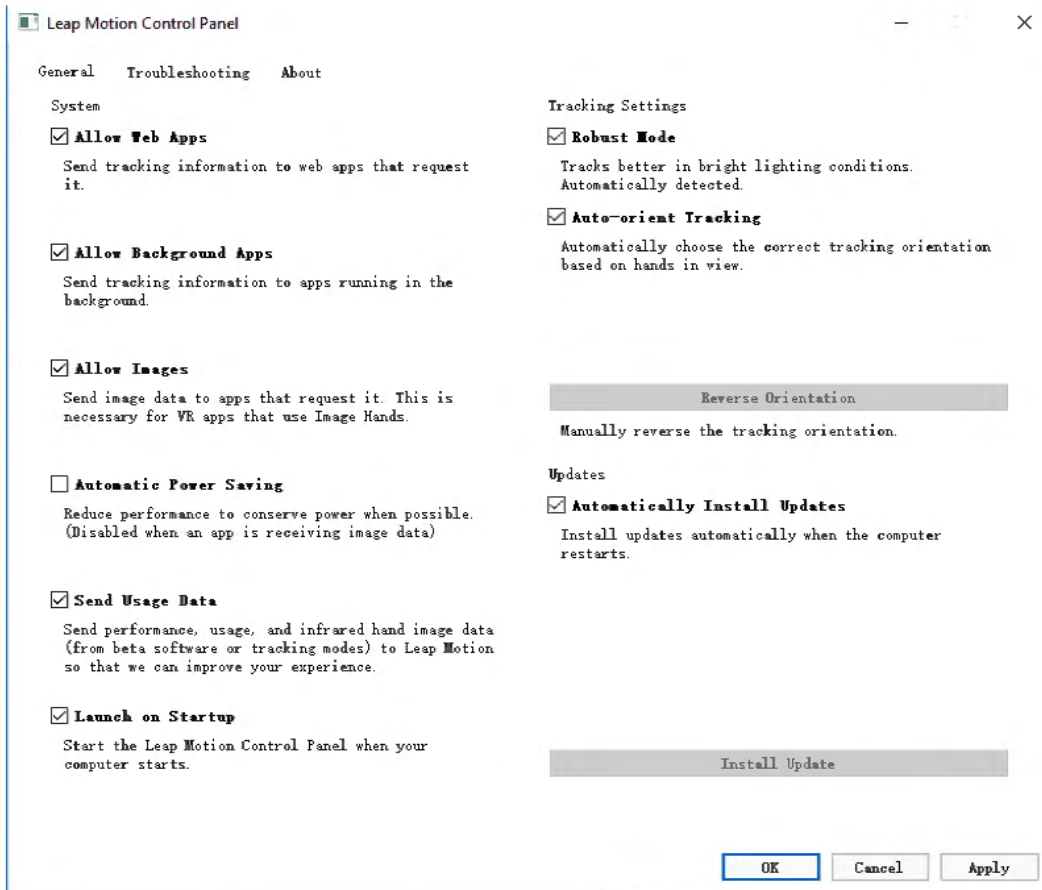 Leap Motion Control Panel
General Troubleshooting About
System
Allow Web Apps
Send tracking information to web apps that request
it.
Allow Background Apps
Send tracking information to apps running in the
background.
Allow Images
Send image data to apps that request it. This is
necessary for VR apps that use Image Hands.
Automatic Power Saving
Reduce performance to conserve power when possible.
(Disabled when an app is receiving image data)
Send Usage Data
Send performance, usage, and infrared hand image data
(from beta software or tracking modes) to Leap Motion
so that we can improve your experience.
Launch on Startup
Start the Leap Motion Control Panel when your
computer starts.
Tracking Settings
Robust Mode
Tracks better in bright lighting conditions.
Automatically detected.
Auto-orient Tracking
Automatically choose the correct tracking orientation
based on hands in view.
Reverse Orientation
Manually reverse the tracking orientation.
Updates
Automatically Install Updates
Install updates automatically when the computer
restarts.
Install Update
OK Cancel Apply